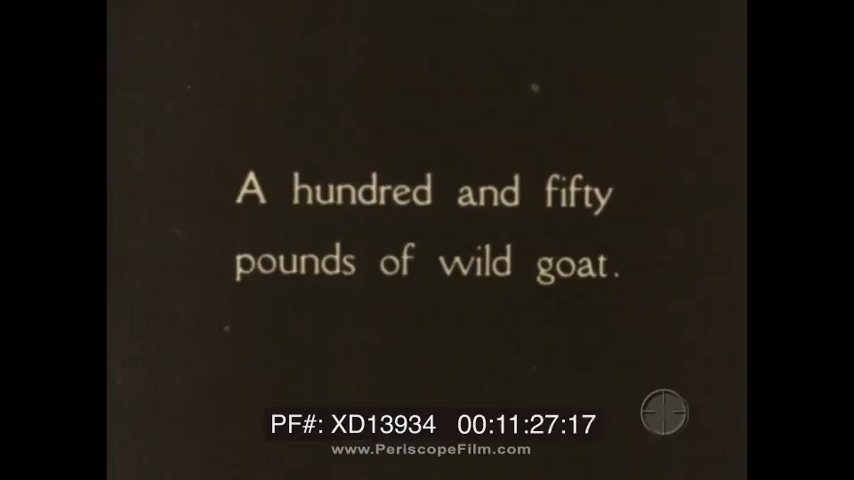 A hundred and fifty
pounds of wild goat.
PF#: XD13934 00:11:27:17
www.PeriscopeFilm.com